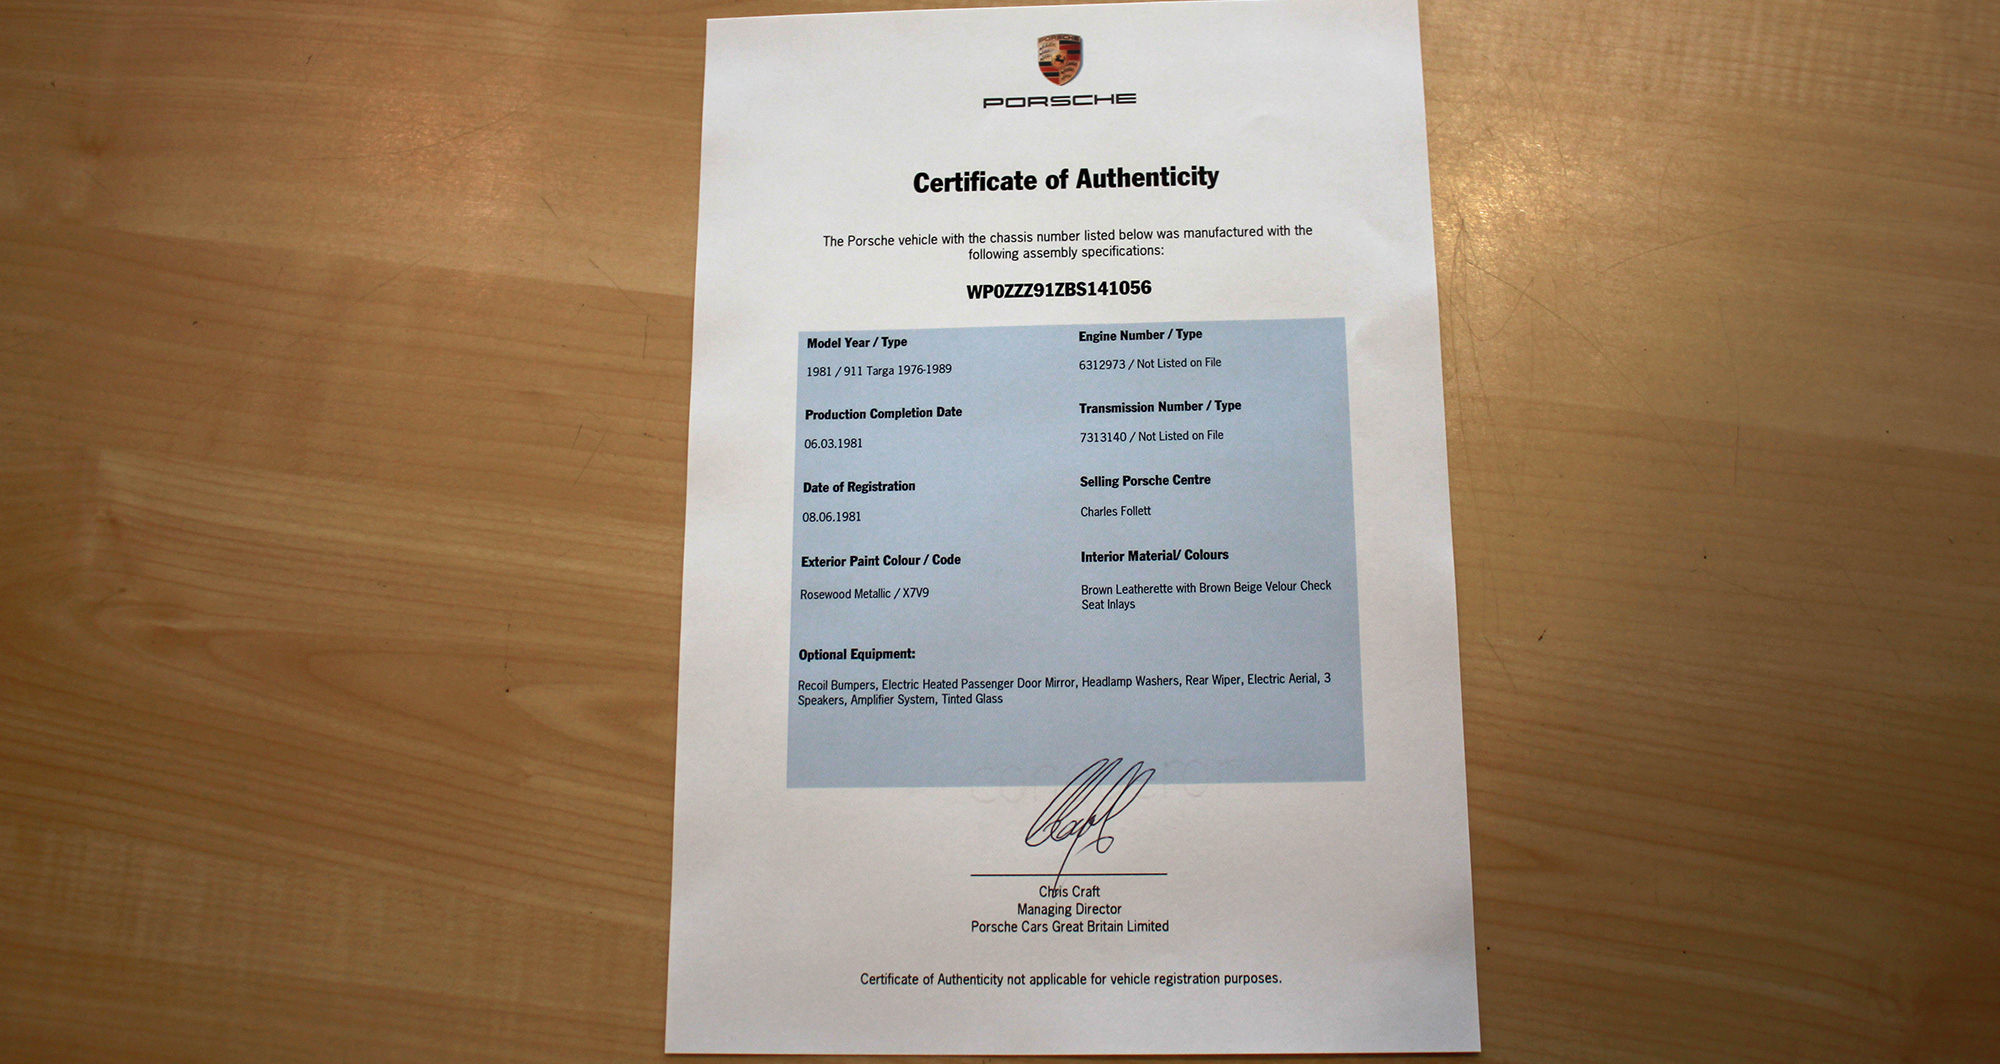 PORSCHE
PORSCHE
Certificate of Authenticity
The Porsche vehicle with the chassis number listed below was manufactured with the
following assembly specifications:
WP0ZZZ91ZBS141056
Model Year / Type
1981 / 911 Targa 1976-1989
Production Completion Date
06.03.1981
Date of Registration
08.06.1981
Exterior Paint Colour / Code
Rosewood Metallic / X7V9
Engine Number / Type
6312973 / Not Listed on File
Transmission Number / Type
7313140 / Not Listed on File
Selling Porsche Centre
Charles Follett
Interior Material/ Colours
Brown Leatherette with Brown Beige Velour Check
Seat Inlays
Optional Equipment:
Recoil Bumpers, Electric Heated Passenger Door Mirror, Headlamp Washers, Rear Wiper, Electric Aerial, 3
Speakers, Amplifier System, Tinted Glass
Chris Craft
Managing Director
Porsche Cars Great Britain Limited
Certificate of Authenticity not applicable for vehicle registration purposes.